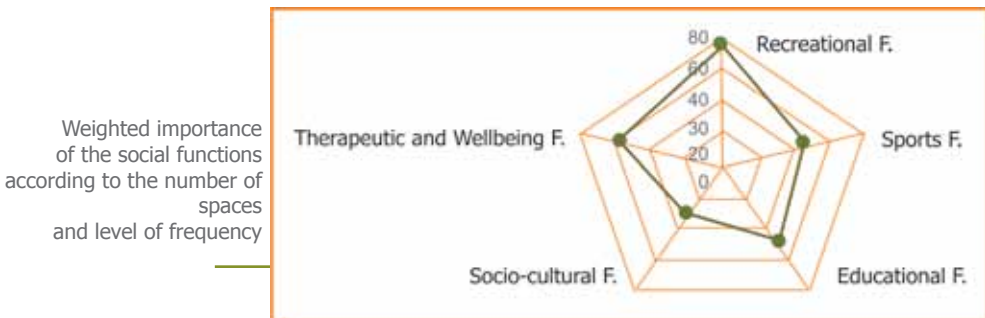 Weighted importance
of the social functions
according to the number of
spaces
and level of frequency
80
60
40
30
20
0
Recreational F.
Therapeutic and Wellbeing F.
Sports F.
Socio-cultural F.
Educational F.